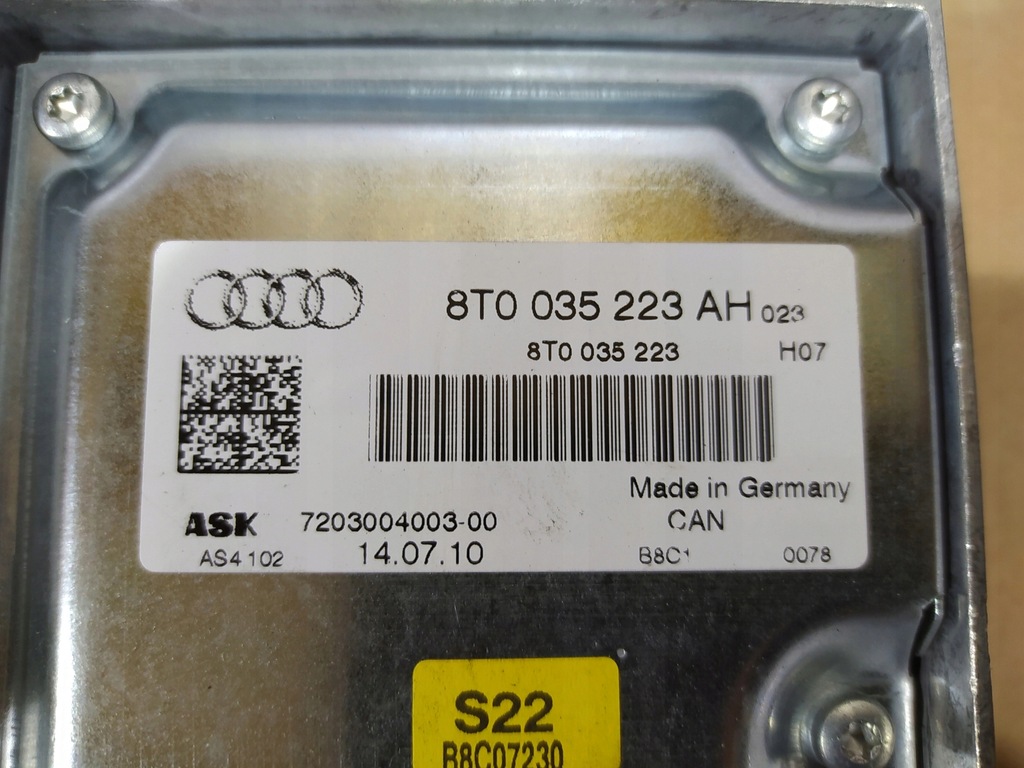 8T0 035 223 AH 023
8T0 035 223 H07
Made in Germany
ASK 7203004003-00 CAN
AS4 102 14.07.10 B8C1 0078
S22
B8C07230